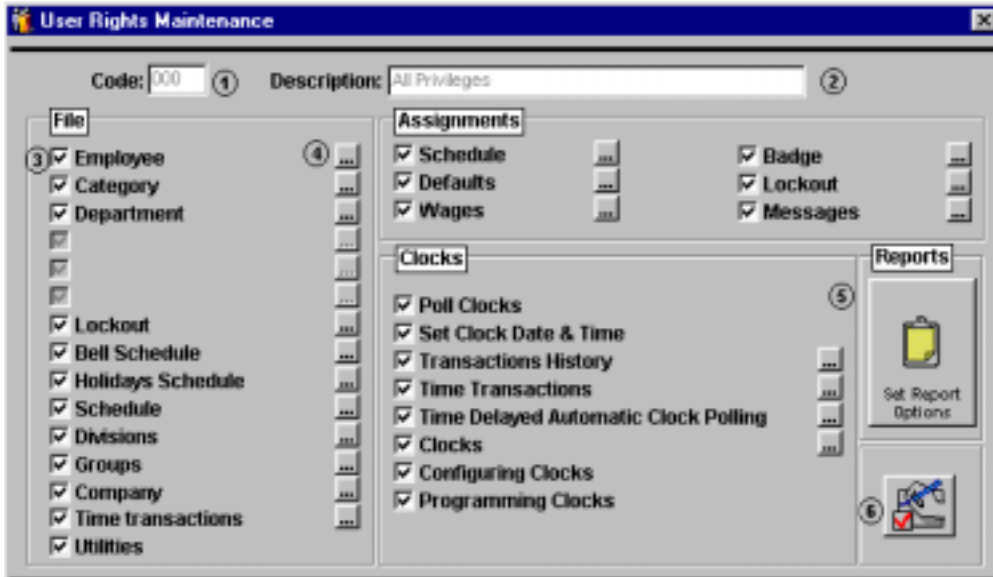 User Rights Maintenance
Code: 000 1 Description: All Privileges 2
File
3 Employee 4 ...
Category ...
Department ...
...
...
...
Lockout ...
Bell Schedule ...
Holidays Schedule ...
Schedule ...
Divisions ...
Groups ...
Company ...
Time transactions ...
Utilities
Assignments
Schedule ... Badge ...
Defaults ... Lockout ...
Wages ... Messages ...
Clocks
5
Poll Clocks
Set Clock Date & Time
Transactions History ...
Time Transactions ...
Time Delayed Automatic Clock Polling ...
Clocks ...
Configuring Clocks
Programming Clocks
Reports
Set Report
Options
6